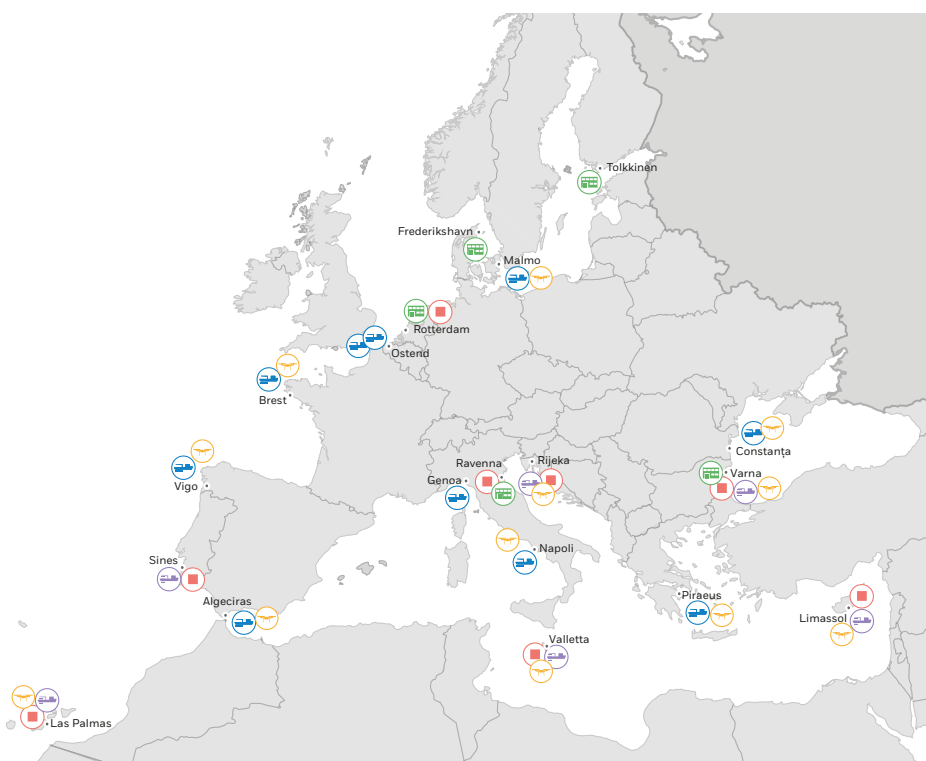 Tolkkinen
Frederikshavn
Malmo
Rotterdam
Ostend
Brest
Constanţa
Ravenna
Rijeka
Varna
Genoa
Vigo
Napoli
Sines
Piraeus
Algeciras
Limassol
Valletta
Las Palmas